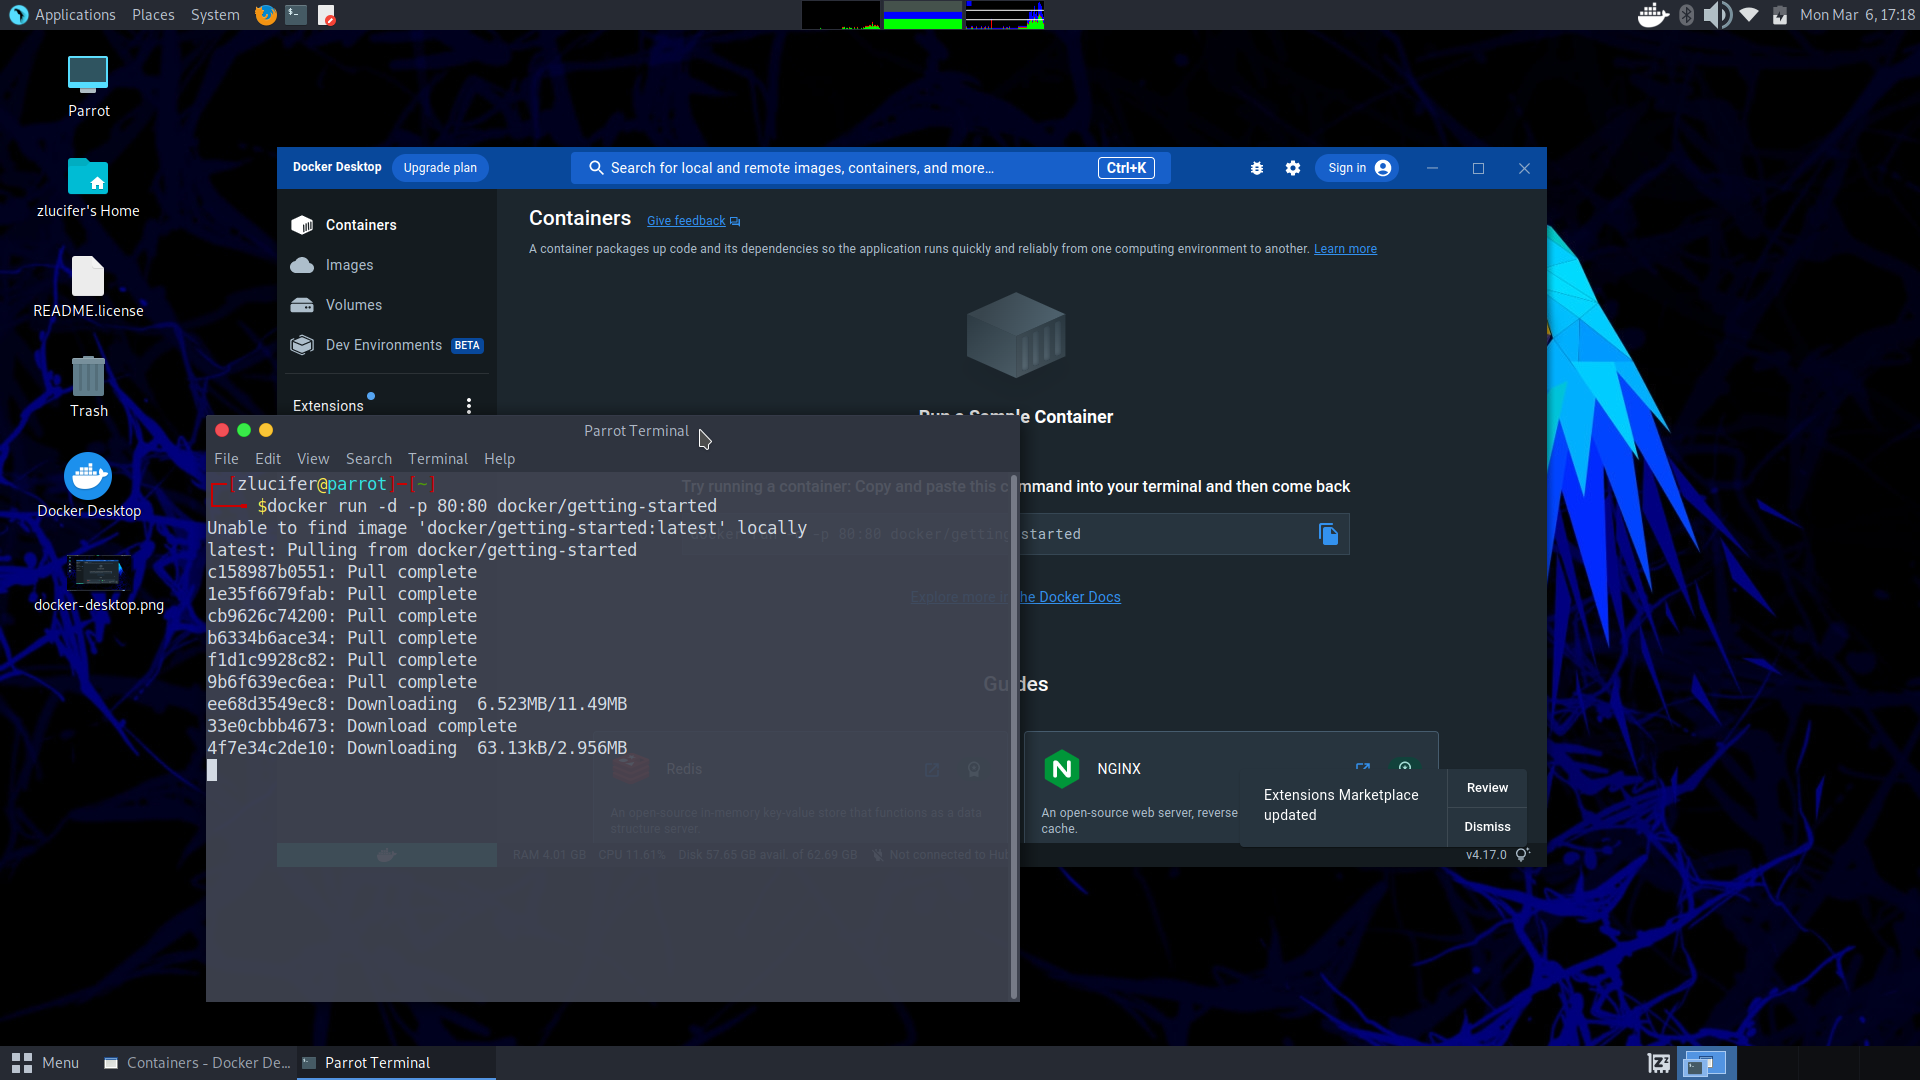 Applications Places System
Mon Mar 6, 17:18
Parrot
zlucifer's Home
README.license
Trash
Docker Desktop
docker-desktop.png
Docker Desktop Upgrade plan
Search for local and remote images, containers, and more... Ctrl+K
Sign in
Containers
Images
Volumes
Dev Environments BETA
Extensions
Containers Give feedback
A container packages up code and its dependencies so the application runs quickly and reliably from one computing environment to another. Learn more
Run a Sample Container
Try running a container: Copy and paste this command into your terminal and then come back
-p 80:80 docker/getting-started
Explore more in the Docker Docs
Guides
Redis
An open-source in-memory key-value store that functions as a data
structure server.
NGINX
An open-source web server, reverse
cache.
Extensions Marketplace
updated
Review
Dismiss
RAM 4.01 GB CPU 11.61% Disk 57.65 GB avail. of 62.69 GB Not connected to Hu
v4.17.0
Parrot Terminal
File Edit View Search Terminal Help
[zlucifer@parrot]─[~]
$docker run -d -p 80:80 docker/getting-started
Unable to find image 'docker/getting-started:latest' locally
latest: Pulling from docker/getting-started
c158987b0551: Pull complete
1e35f6679fab: Pull complete
cb9626c74200: Pull complete
b6334b6ace34: Pull complete
f1d1c9928c82: Pull complete
9b6f639ec6ea: Pull complete
ee68d3549ec8: Downloading 6.523MB/11.49MB
33e0cbbb4673: Download complete
4f7e34c2de10: Downloading 63.13kB/2.956MB
Menu Containers - Docker De... Parrot Terminal